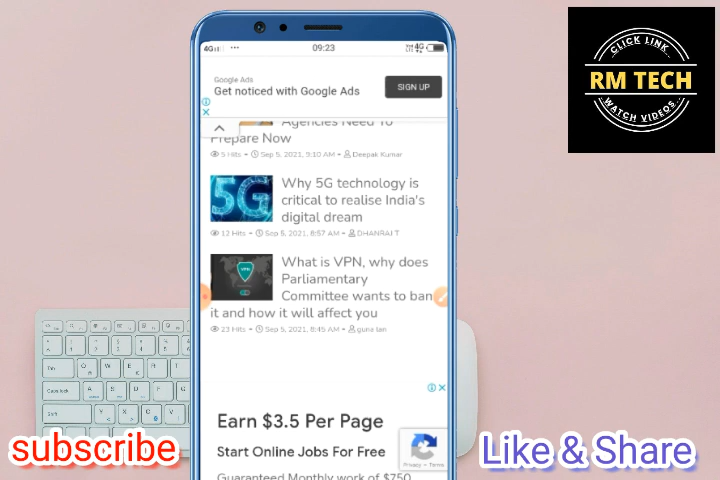 4G
09:23
4G
Google Ads
Get noticed with Google Ads
SIGN UP
Agencies Need To
Prepare Now
5 Hits • Sep 5, 2021, 9:10 AM • Deepak Kumar
Why 5G technology is
critical to realise India's
digital dream
5G
12 Hits • Sep 5, 2021, 8:57 AM • DHANRAJ T
What is VPN, why does
Parliamentary
Committee wants to ban
it and how it will affect you
VPN
23 Hits • Sep 5, 2021, 8:45 AM • guna lan
Earn $3.5 Per Page
Start Online Jobs For Free
Guaranteed Monthly work of $750
Privacy • Terms
CLICK LINK
RM TECH
WATCH VIDEOS
subscribe
Like & Share